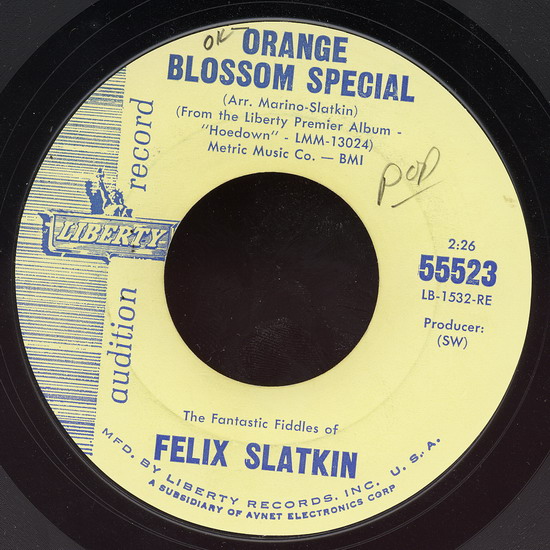 OK
ORANGE
BLOSSOM SPECIAL
(Arr. Marino-Slatkin)
(From the Liberty Premier Album -
"Hoedown" - LMM-13024)
Metric Music Co. — BMI
POP
audition record
LIBERTY
2:26
55523
LB-1532-RE
Producer:
(SW)
The Fantastic Fiddles of
FELIX SLATKIN
MFD. BY LIBERTY RECORDS, INC. U. S. A.
A SUBSIDIARY OF AVNET ELECTRONICS CORP